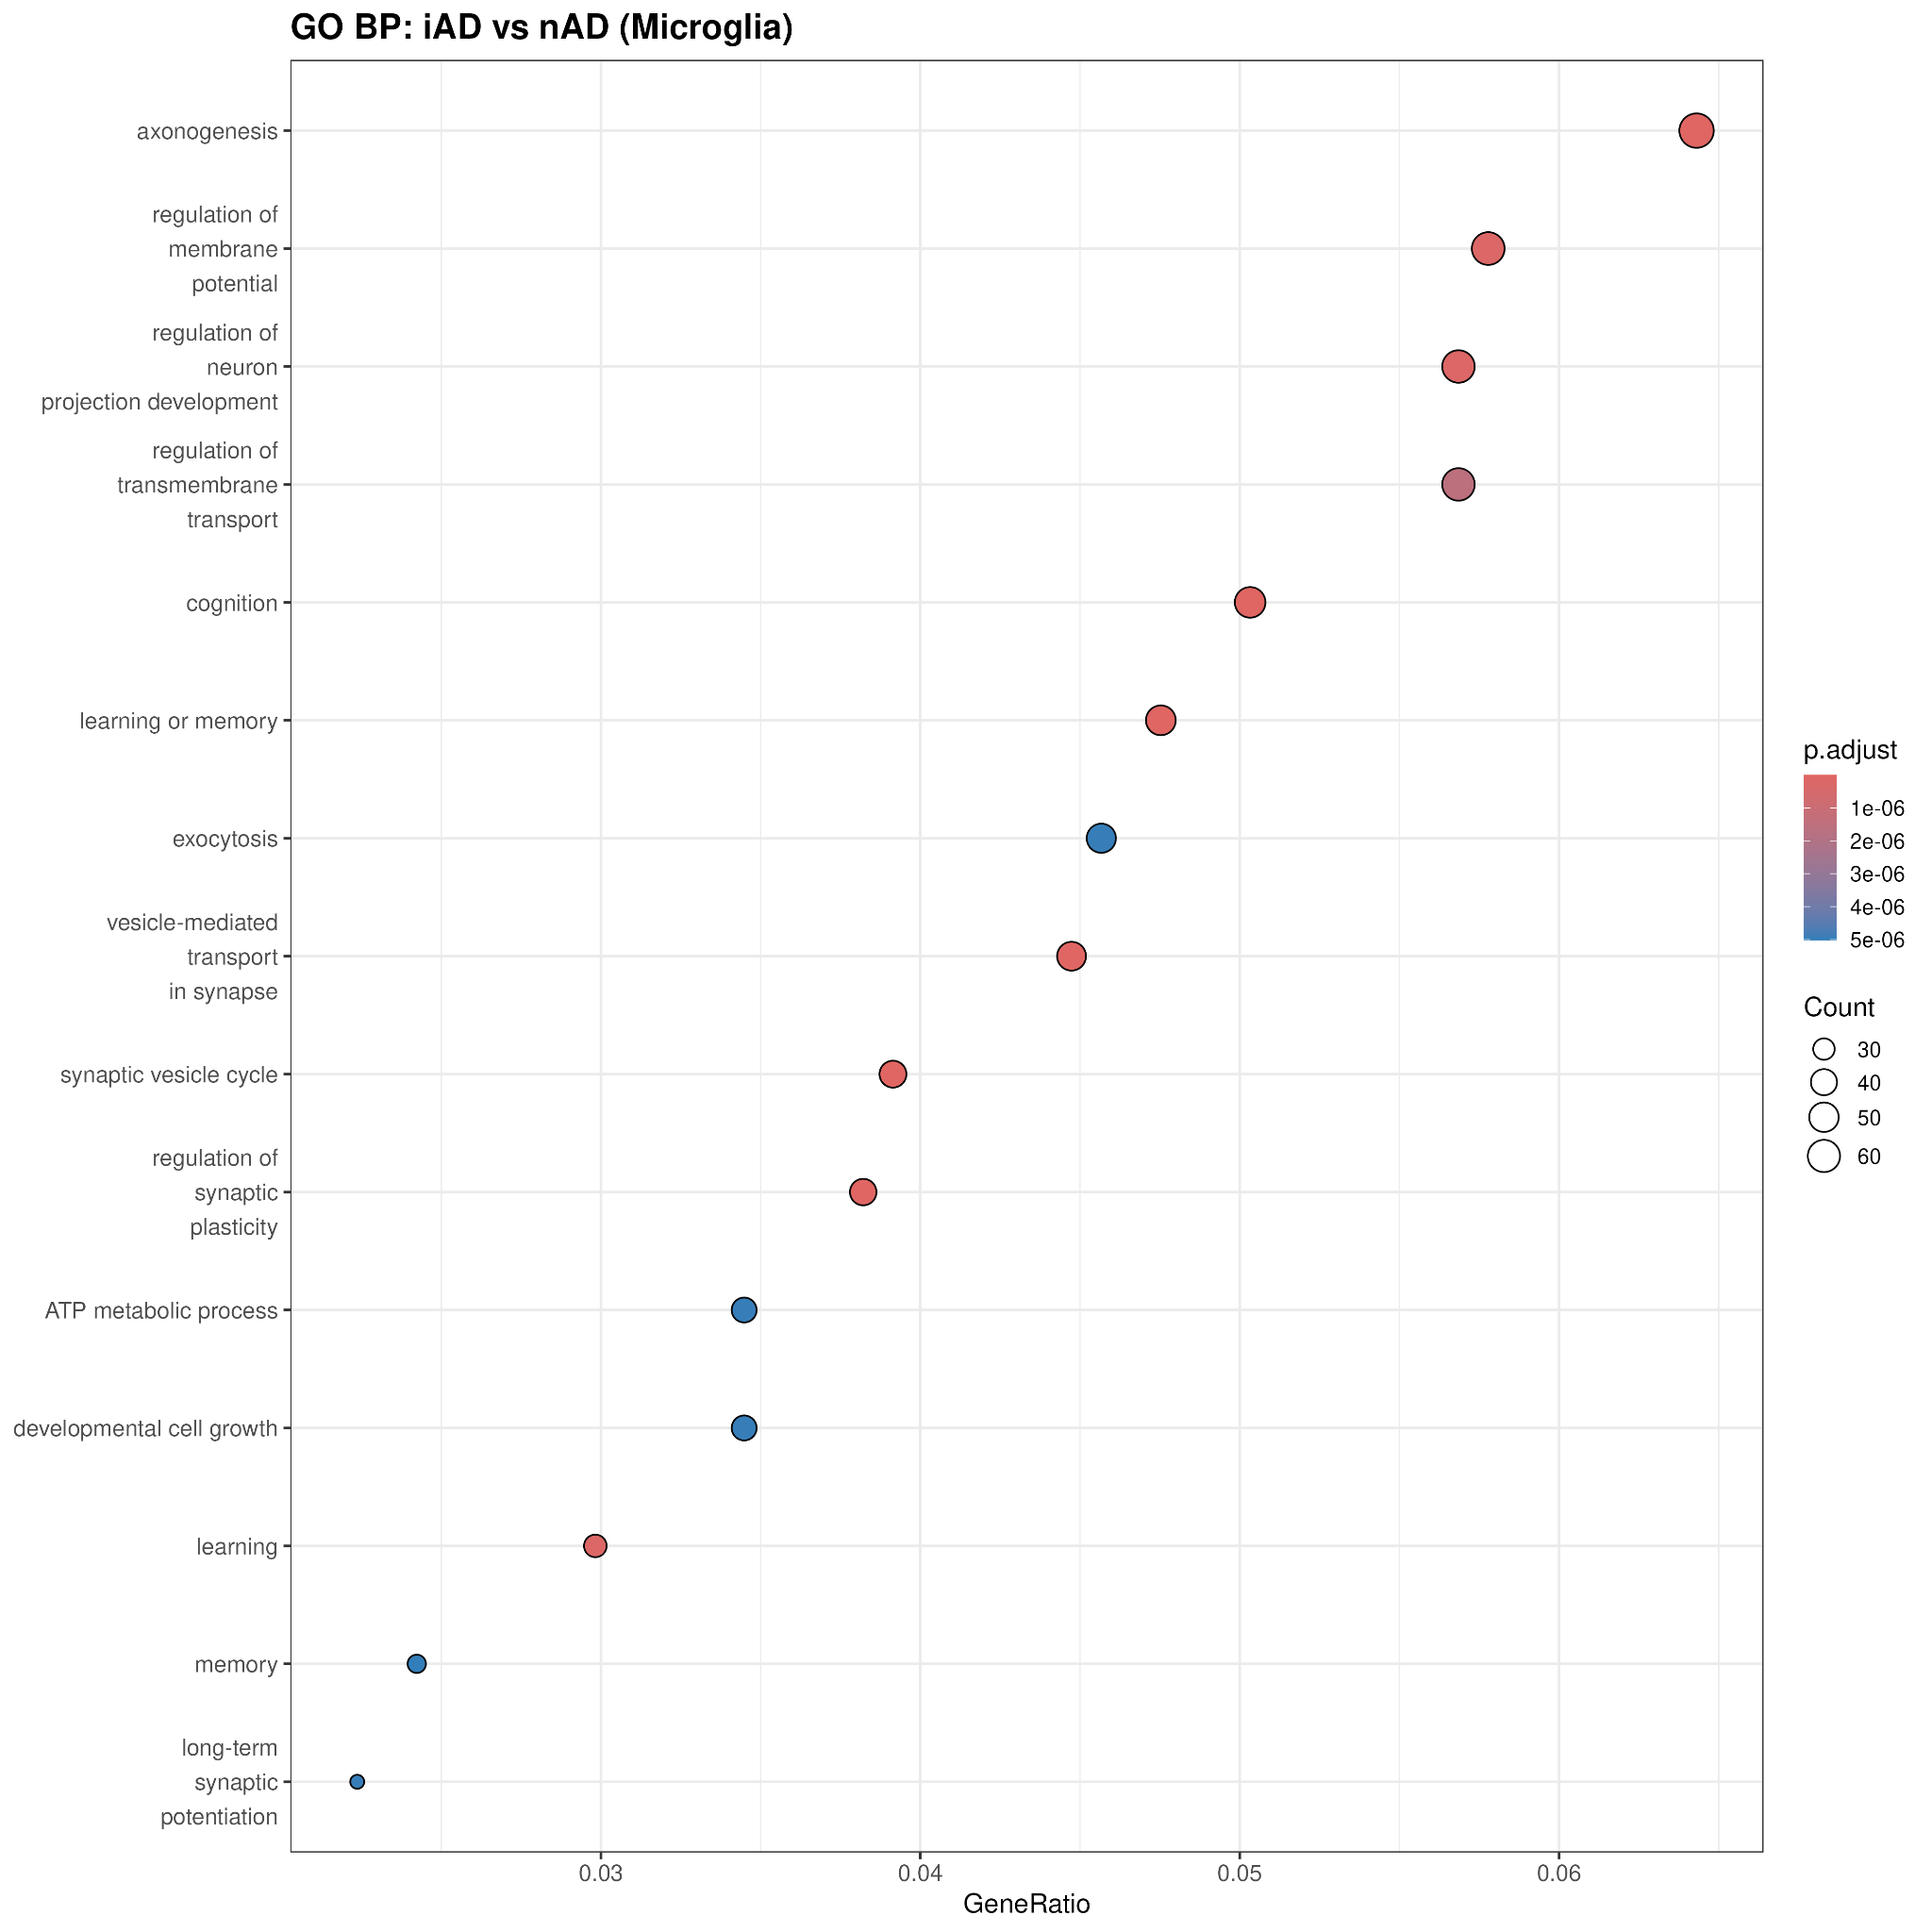 GO BP: iAD vs nAD (Microglia)
axonogenesis
regulation of
membrane
potential
regulation of
neuron
projection development
regulation of
transmembrane
transport
cognition
learning or memory
exocytosis
vesicle-mediated
transport
in synapse
synaptic vesicle cycle
regulation of
synaptic
plasticity
ATP metabolic process
developmental cell growth
learning
memory
long-term
synaptic
potentiation
0.03 0.04 0.05 0.06
GeneRatio
p.adjust
1e-06
2e-06
3e-06
4e-06
5e-06
Count
30
40
50
60